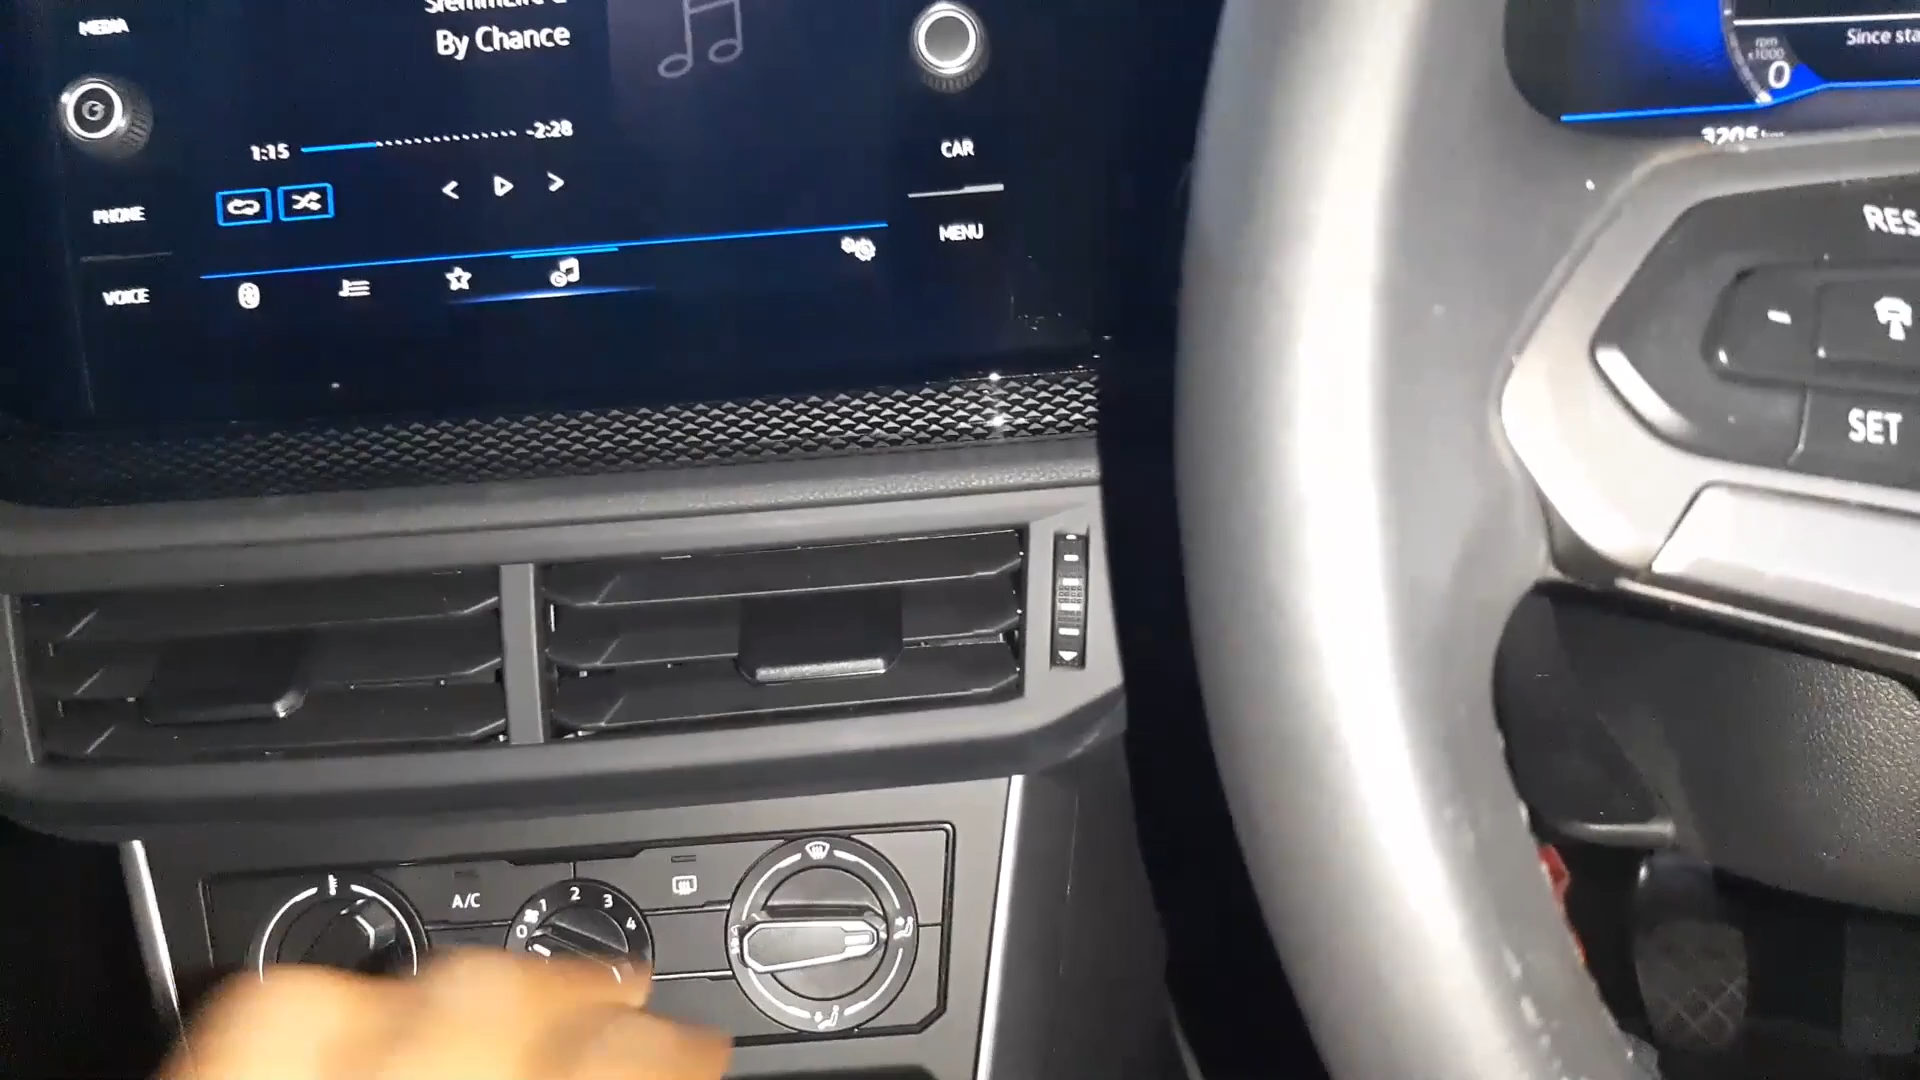 MEDIA
By Chance
1:15
-2:28
PHONE
VOICE
CAR
MENU
rpm
x1000
0
Since
3205
RES
SET
A/C
0
1
2
3
4